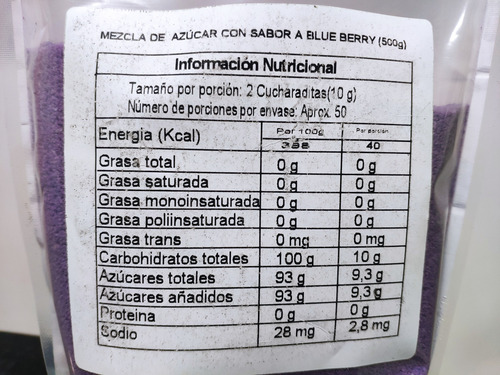 MEZCLA DE AZÚCAR CON SABOR A BLUE BERRY (500g)
Información Nutricional
Tamaño por porción: 2 Cucharaditas(10 g)
Número de porciones por envase: Aprox. 50
Energia (Kcal) Por 100g Por porción
398 40
Grasa total 0 g 0 g
Grasa saturada 0 g 0 g
Grasa monoinsaturada 0 g 0 g
Grasa poliinsaturada 0 g 0 g
Grasa trans 0 mg 0 mg
Carbohidratos totales 100 g 10 g
Azúcares totales 93 g 9,3 g
Azúcares añadidos 93 g 9,3 g
Proteina 0 g 0 g
Sodio 28 mg 2,8 mg